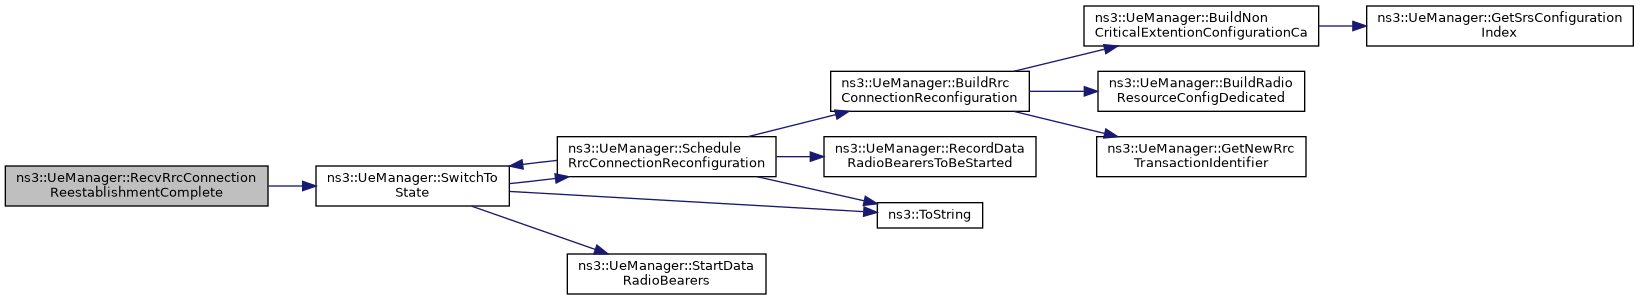 ns3::UeManager::RecvRrcConnection
ReestablishmentComplete
ns3::UeManager::SwitchTo
State
ns3::UeManager::Schedule
RrcConnectionReconfiguration
ns3::UeManager::BuildRrc
ConnectionReconfiguration
ns3::UeManager::BuildNon
CriticalExtentionConfigurationCa
ns3::UeManager::GetSrsConfiguration
Index
ns3::UeManager::BuildRadio
ResourceConfigDedicated
ns3::UeManager::GetNewRrc
TransactionIdentifier
ns3::UeManager::RecordData
RadioBearersToBeStarted
ns3::ToString
ns3::UeManager::StartData
RadioBearers